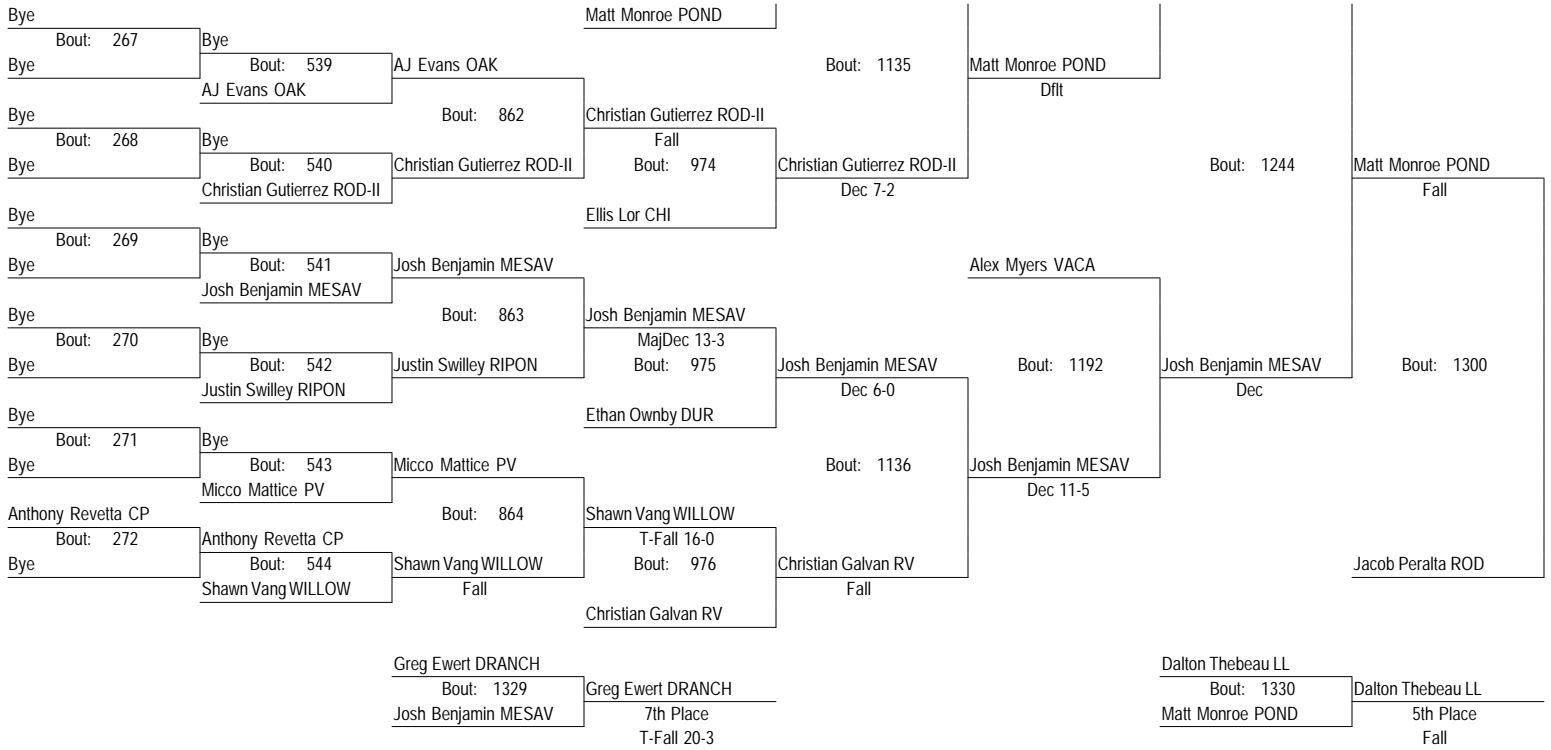 Bye Matt Monroe POND
Bout: 267 Bye
Bye Bout: 539 AJ Evans OAK Bout: 1135 Matt Monroe POND
AJ Evans OAK Dflt
Bye Bout: 862 Christian Gutierrez ROD-II
Bout: 268 Bye Fall
Bye Bout: 540 Christian Gutierrez ROD-II Bout: 974 Christian Gutierrez ROD-II Bout: 1244 Matt Monroe POND
Christian Gutierrez ROD-II Dec 7-2 Fall
Bye Ellis Lor CHI
Bout: 269 Bye
Bye Bout: 541 Josh Benjamin MESAV Alex Myers VACA
Josh Benjamin MESAV
Bye Bout: 863 Josh Benjamin MESAV
Bout: 270 Bye MajDec 13-3
Bye Bout: 542 Justin Swilley RIPON Bout: 975 Josh Benjamin MESAV Bout: 1192 Josh Benjamin MESAV Bout: 1300
Justin Swilley RIPON Dec 6-0 Dec
Bye Ethan Ownby DUR
Bout: 271 Bye
Bye Bout: 543 Micco Mattice PV Bout: 1136 Josh Benjamin MESAV
Micco Mattice PV Dec 11-5
Anthony Revetta CP Bout: 864 Shawn Vang WILLOW
Bout: 272 Anthony Revetta CP T-Fall 16-0
Bye Bout: 544 Shawn Vang WILLOW Bout: 976 Christian Galvan RV Jacob Peralta ROD
Shawn Vang WILLOW Fall Fall
Christian Galvan RV
Greg Ewert DRANCH Dalton Thebeau LL
Bout: 1329 Greg Ewert DRANCH Bout: 1330 Dalton Thebeau LL
Josh Benjamin MESAV 7th Place Matt Monroe POND 5th Place
T-Fall 20-3 Fall